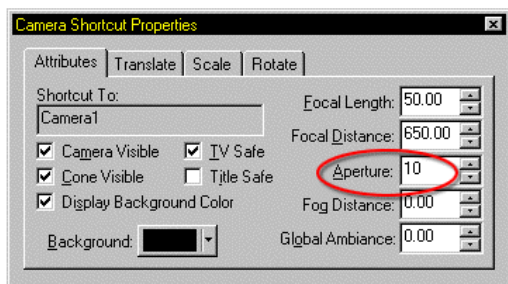 Camera Shortcut Properties
Attributes Translate Scale Rotate
Shortcut To:
Camera1
Camera Visible TV Safe
Cone Visible Title Safe
Display Background Color
Background:
Focal Length: 50.00
Focal Distance: 650.00
Aperture: 10
Fog Distance: 0.00
Global Ambiance: 0.00